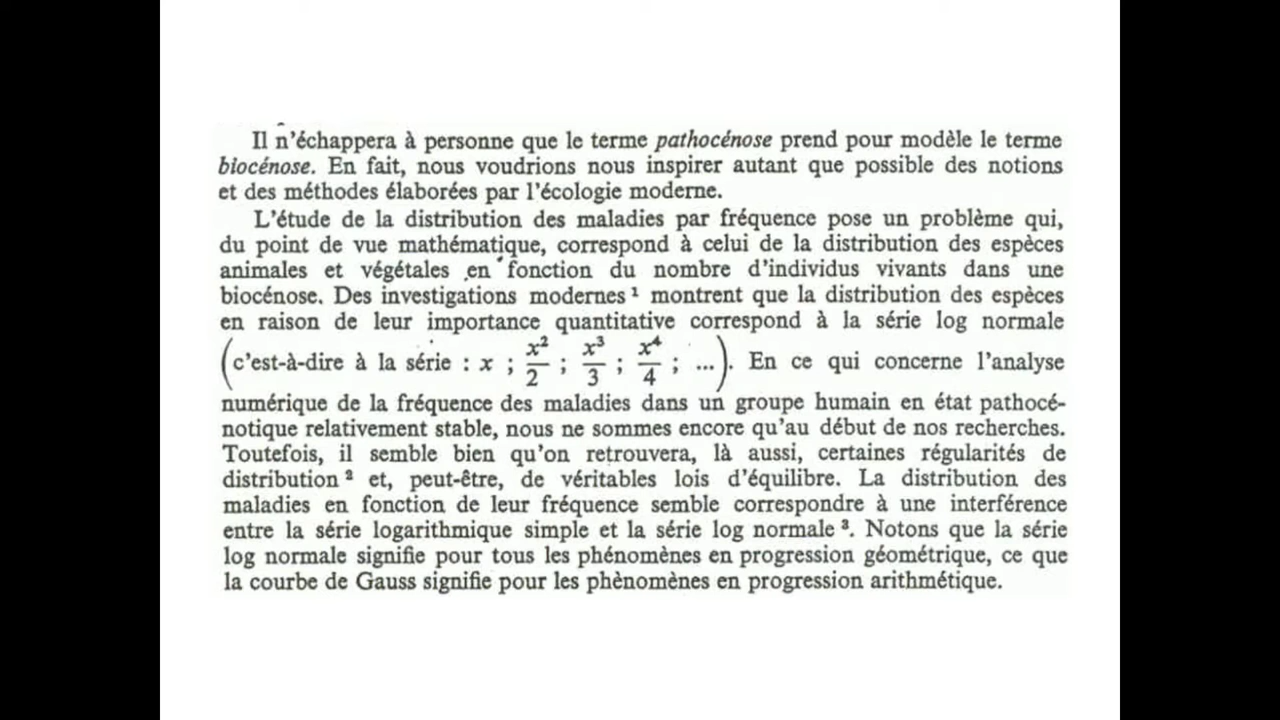 Il n'échappera à personne que le terme pathocénose prend pour modèle le terme
biocénose. En fait, nous voudrions nous inspirer autant que possible des notions
et des méthodes élaborées par l'écologie moderne.
L'étude de la distribution des maladies par fréquence pose un problème qui,
du point de vue mathématique, correspond à celui de la distribution des espèces
animales et végétales en fonction du nombre d'individus vivants dans une
biocénose. Des investigations modernes ¹ montrent que la distribution des espèces
en raison de leur importance quantitative correspond à la série log normale
(c'est-à-dire à la série : x ; x²/2 ; x³/3 ; x⁴/4 ; ...). En ce qui concerne l'analyse
numérique de la fréquence des maladies dans un groupe humain en état pathocé-
notique relativement stable, nous ne sommes encore qu'au début de nos recherches.
Toutefois, il semble bien qu'on retrouvera, là aussi, certaines régularités de
distribution ² et, peut-être, de véritables lois d'équilibre. La distribution des
maladies en fonction de leur fréquence semble correspondre à une interférence
entre la série logarithmique simple et la série log normale ³. Notons que la série
log normale signifie pour tous les phénomènes en progression géométrique, ce que
la courbe de Gauss signifie pour les phènomènes en progression arithmétique.